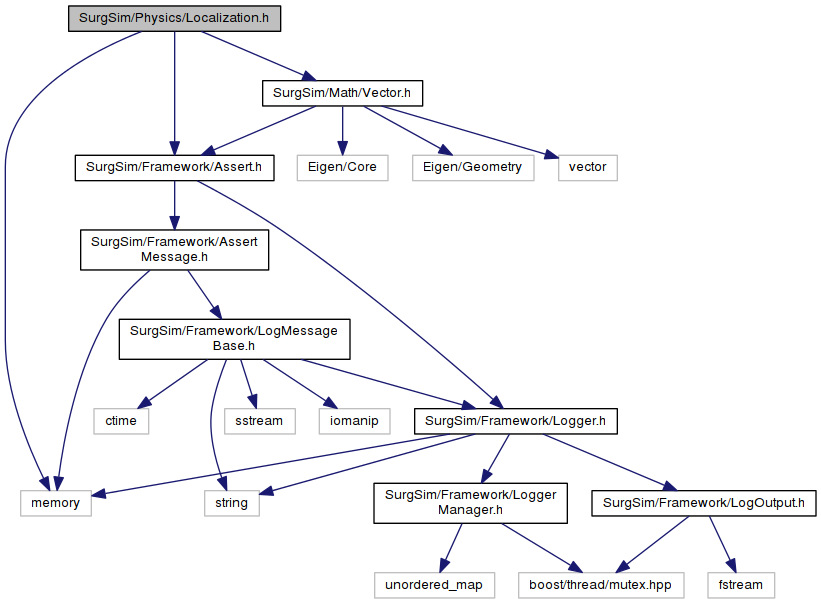 SurgSim/Physics/Localization.h
SurgSim/Math/Vector.h
SurgSim/Framework/Assert.h
Eigen/Core
Eigen/Geometry
vector
SurgSim/Framework/Assert
Message.h
SurgSim/Framework/LogMessage
Base.h
ctime
sstream
iomanip
SurgSim/Framework/Logger.h
memory
string
SurgSim/Framework/Logger
Manager.h
SurgSim/Framework/LogOutput.h
unordered_map
boost/thread/mutex.hpp
fstream